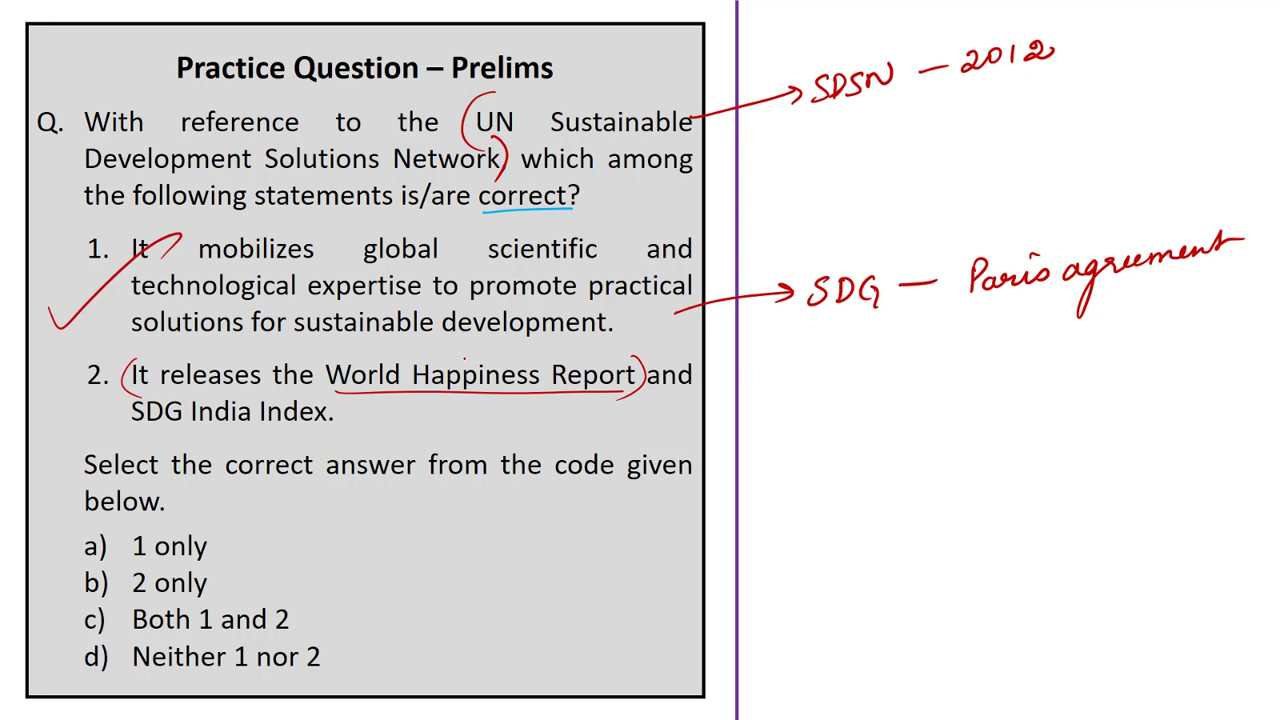 Practice Question – Prelims
Q. With reference to the UN Sustainable
Development Solutions Network, which among
the following statements is/are correct?
1. It mobilizes global scientific and
technological expertise to promote practical
solutions for sustainable development.
2. It releases the World Happiness Report and
SDG India Index.
Select the correct answer from the code given
below.
a) 1 only
b) 2 only
c) Both 1 and 2
d) Neither 1 nor 2
SDSN – 2012
SDG – Paris agreement